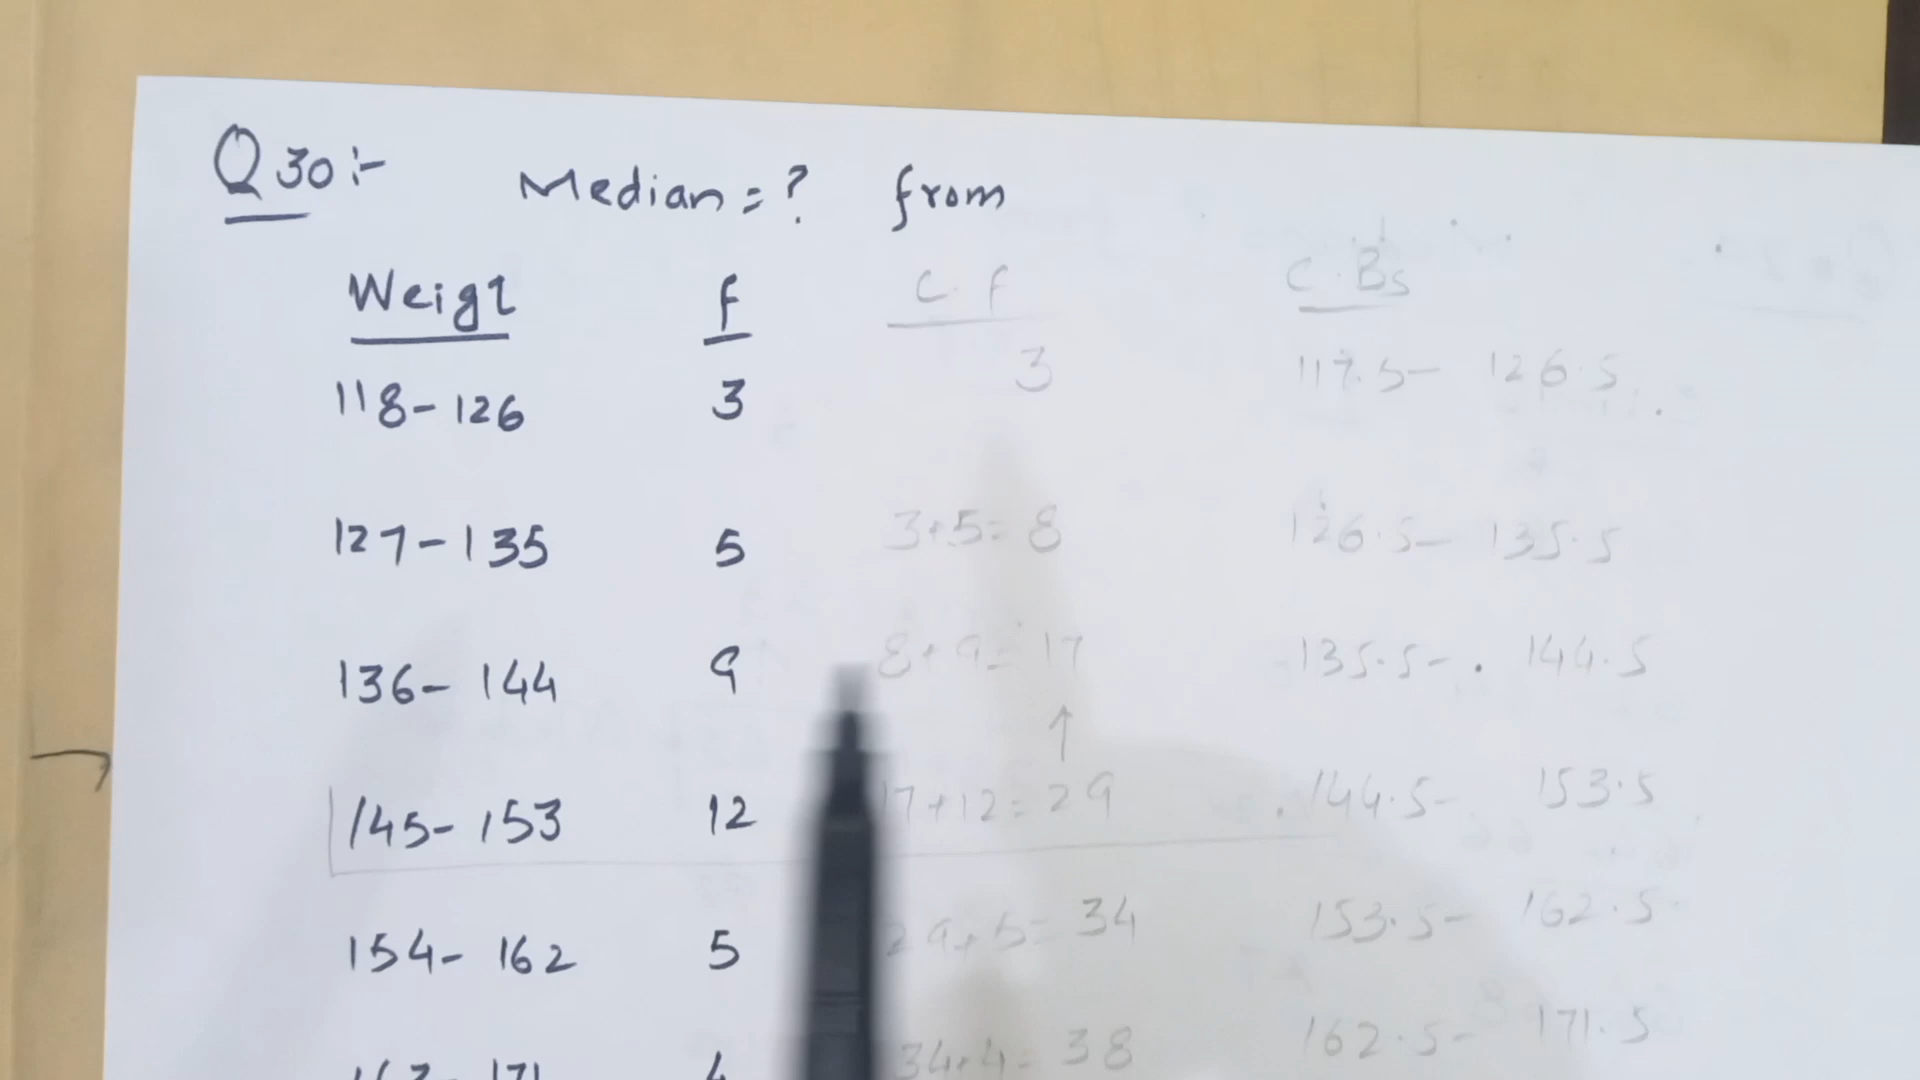 Q 30:- Median = ? from
Weigt f C.f C.Bs
118-126 3 3 117.5- 126.5
127-135 5 3+5= 8 126.5- 135.5
136- 144 9 8+9= 17 135.5- 144.5
↑
145- 153 12 17+12= 29 144.5- 153.5
154- 162 5 29+5= 34 153.5- 162.5
171 4 34+4= 38 162.5- 171.5